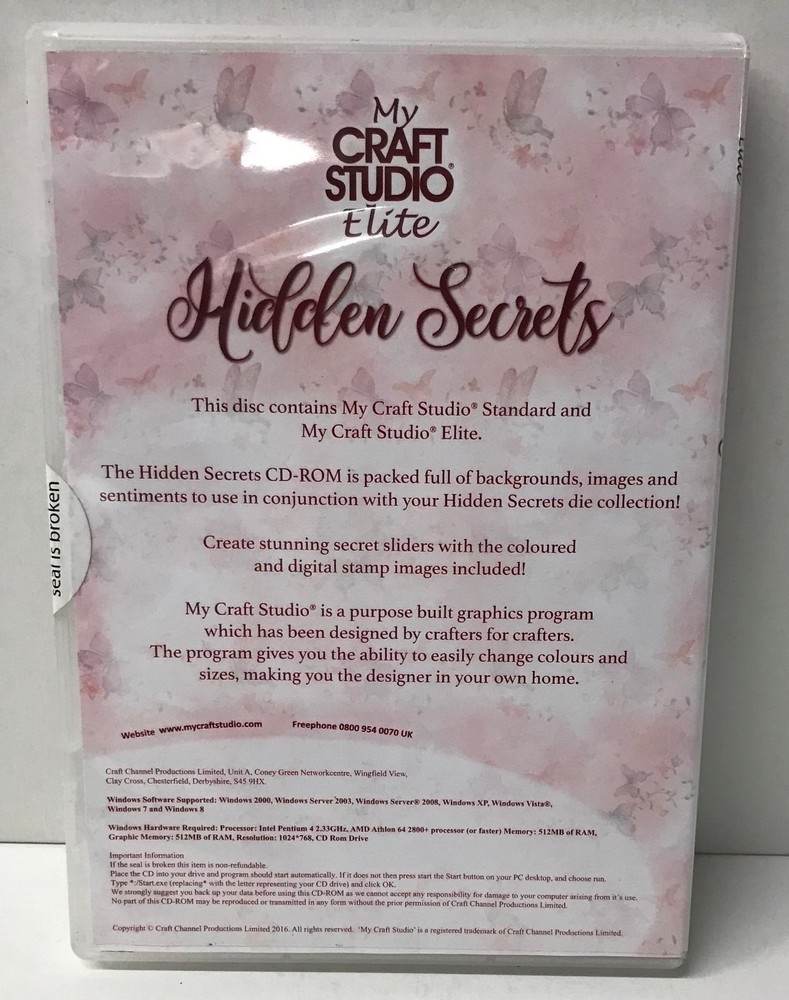 My
CRAFT
STUDIO®
Elite
Hidden Secrets
This disc contains My Craft Studio® Standard and
My Craft Studio® Elite.
The Hidden Secrets CD-ROM is packed full of backgrounds, images and
sentiments to use in conjunction with your Hidden Secrets die collection!
seal is broken
Create stunning secret sliders with the coloured
and digital stamp images included!
My Craft Studio® is a purpose built graphics program
which has been designed by crafters for crafters.
The program gives you the ability to easily change colours and
sizes, making you the designer in your own home.
Website www.mycraftstudio.com Freephone 0800 954 0070 UK
Craft Channel Productions Limited, Unit A, Coney Green Networkcentre, Wingfield View,
Clay Cross, Chesterfield, Derbyshire, S45 9HX.
Windows Software Supported: Windows 2000, Windows Server 2003, Windows Server® 2008, Windows XP, Windows Vista®,
Windows 7 and Windows 8
Windows Hardware Required: Processor: Intel Pentium 4 2.33GHz, AMD Athlon 64 2800+ processor (or faster) Memory: 512MB of RAM,
Graphic Memory: 512MB of RAM, Resolution: 1024*768, CD Rom Drive
Important Information
If the seal is broken this item is non-refundable.
Place the CD into your drive and program should start automatically. If it does not then press start the Start button on your PC desktop, and choose run.
Type *:/Start.exe (replacing* with the letter representing your CD drive) and click OK.
We strongly suggest you back up your data before using this CD-ROM as we cannot accept any responsibility for damage to your computer arising from it's use.
No part of this CD-ROM may be reproduced or transmitted in any form without the prior permission of Craft Channel Productions Limited.
Copyright © Craft Channel Productions Limited 2016. All rights reserved. 'My Craft Studio' is a registered trademark of Craft Channel Productions Limited.